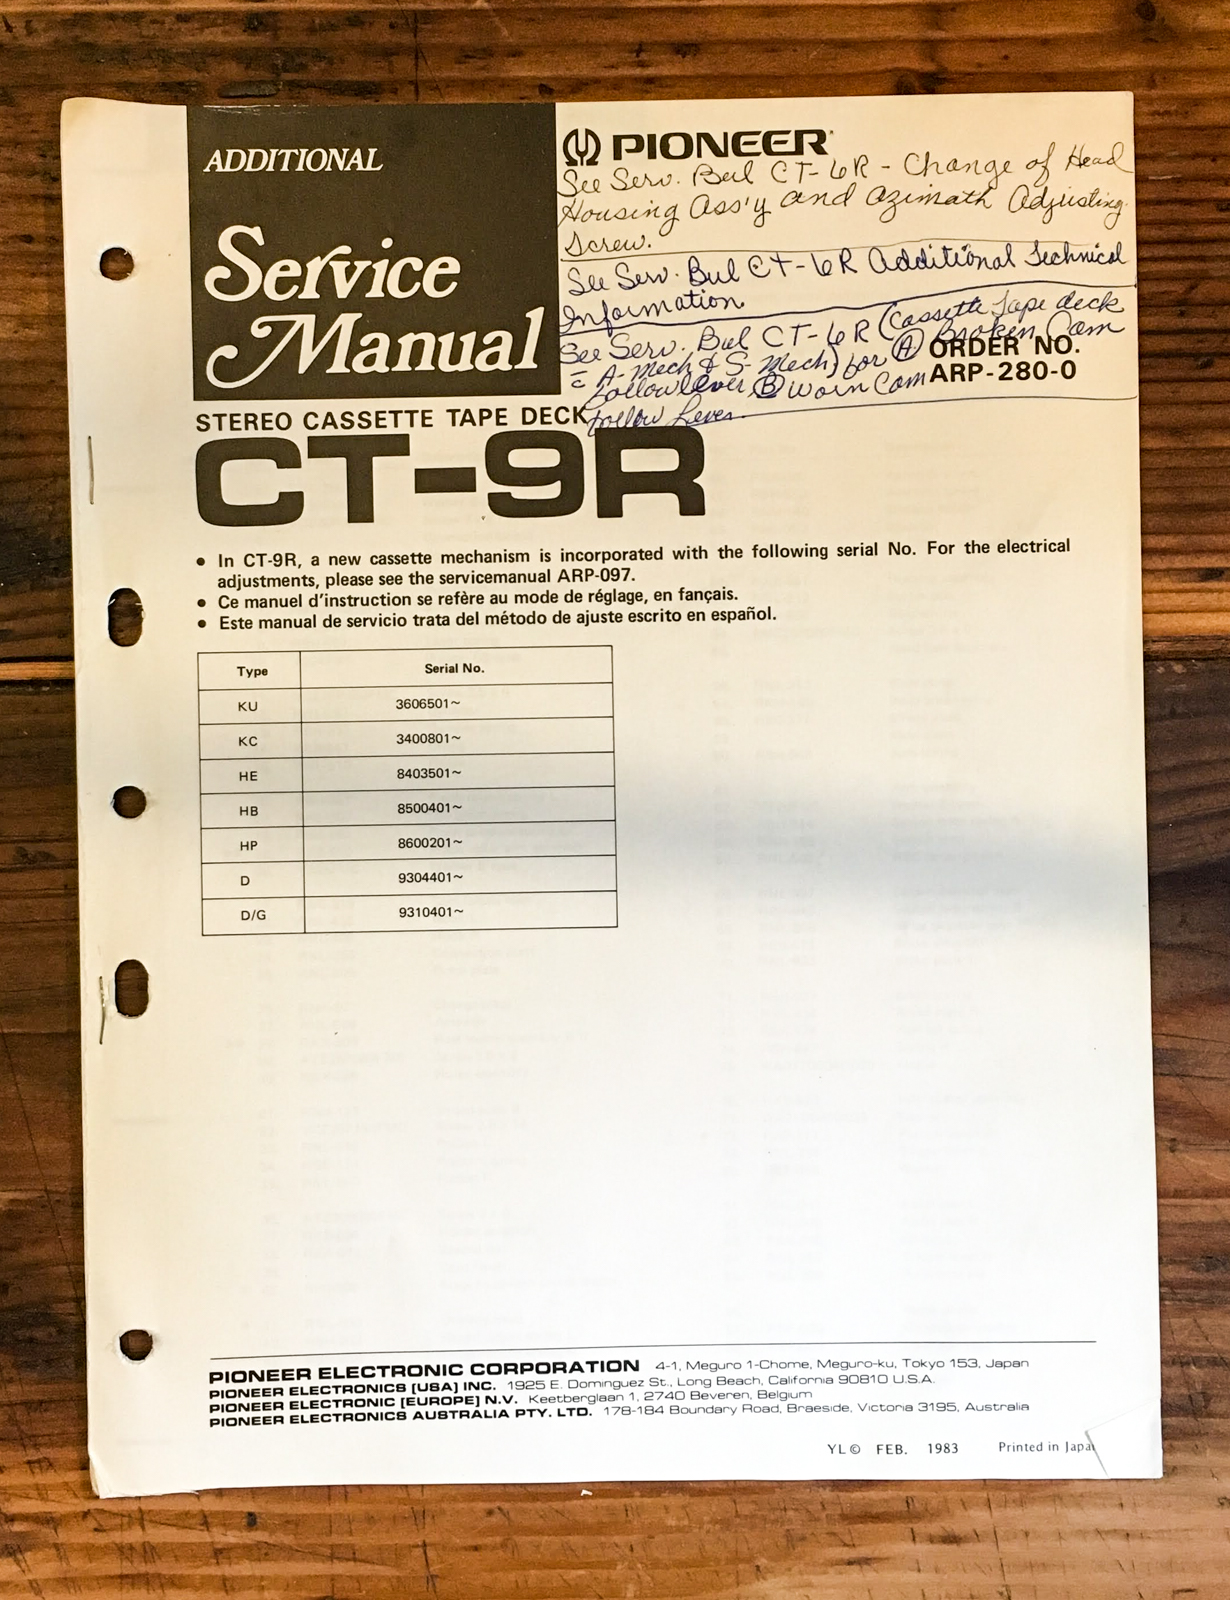 ADDITIONAL
Service
Manual
PIONEER
See Serv. Bul CT-6R - Change of Head
Housing Ass'y and Azimath Adjusting
Screw.
See Serv. Bul CT-6R Additional Technical
Information
See Serv. Bul CT-6R (Cassette Tape deck
c̄ A-Mech & S-Mech) for (A) Broken Cam
follow lever (B) Worn Cam
follow Lever.
ORDER NO.
ARP-280-0
STEREO CASSETTE TAPE DECK
CT-9R
• In CT-9R, a new cassette mechanism is incorporated with the following serial No. For the electrical
adjustments, please see the servicemanual ARP-097.
• Ce manuel d'instruction se refère au mode de réglage, en fançais.
• Este manual de servicio trata del método de ajuste escrito en español.
Type Serial No.
KU 3606501~
KC 3400801~
HE 8403501~
HB 8500401~
HP 8600201~
D 9304401~
D/G 9310401~
PIONEER ELECTRONIC CORPORATION 4-1, Meguro 1-Chome, Meguro-ku, Tokyo 153, Japan
PIONEER ELECTRONICS [USA] INC. 1925 E. Dominguez St., Long Beach, California 90810 U.S.A.
PIONEER ELECTRONIC [EUROPE] N.V. Keetberglaan 1, 2740 Beveren, Belgium
PIONEER ELECTRONICS AUSTRALIA PTY. LTD. 178-184 Boundary Road, Braeside, Victoria 3195, Australia
YL © FEB. 1983 Printed in Japan